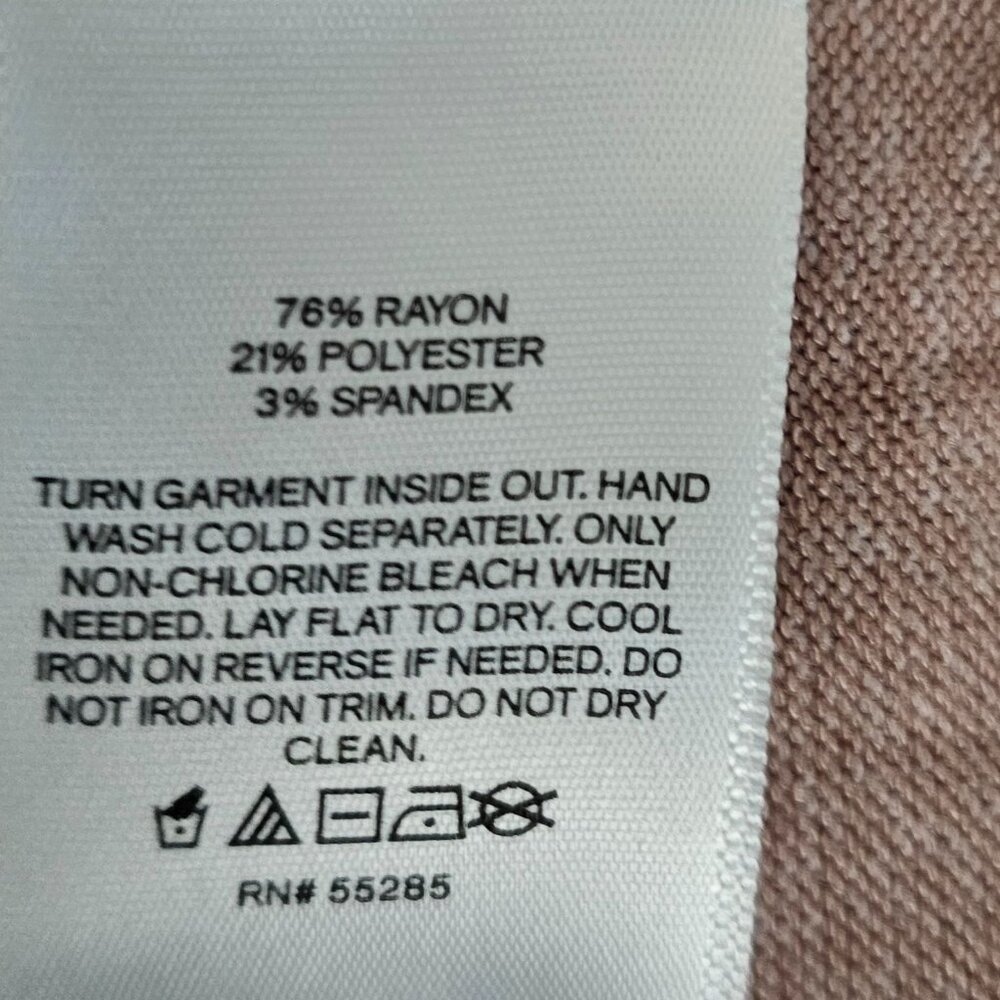 76% RAYON
21% POLYESTER
3% SPANDEX
TURN GARMENT INSIDE OUT. HAND
WASH COLD SEPARATELY. ONLY
NON-CHLORINE BLEACH WHEN
NEEDED. LAY FLAT TO DRY. COOL
IRON ON REVERSE IF NEEDED. DO
NOT IRON ON TRIM. DO NOT DRY
CLEAN.
RN# 55285